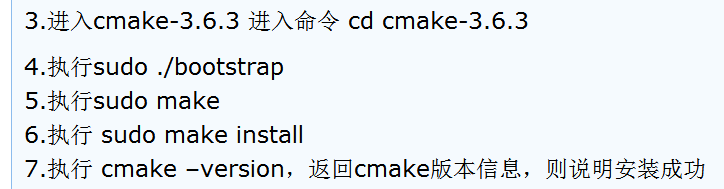 3.进入cmake-3.6.3 进入命令 cd cmake-3.6.3
4.执行sudo ./bootstrap
5.执行sudo make
6.执行 sudo make install
7.执行 cmake –version，返回cmake版本信息，则说明安装成功